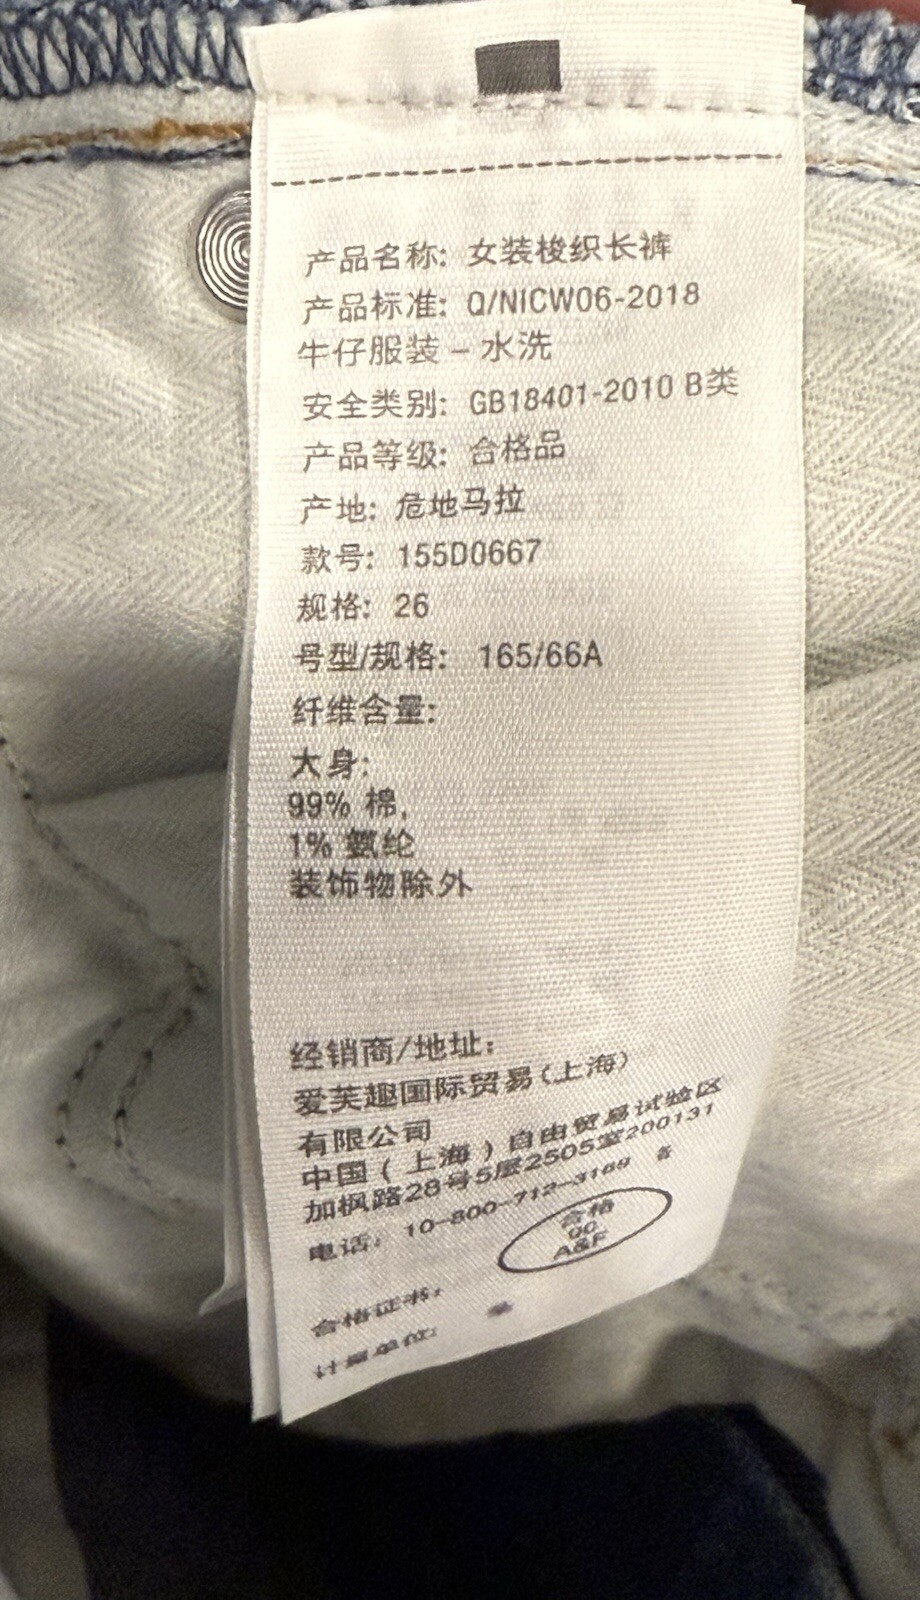 产品名称: 女装梭织长裤
产品标准: Q/NICW06-2018
牛仔服装 – 水洗
安全类别: GB18401-2010 B类
产品等级: 合格品
产地: 危地马拉
款号: 155D0667
规格: 26
号型/规格: 165/66A
纤维含量:
大身:
99% 棉,
1% 氨纶
装饰物除外
经销商/地址:
爱芙趣国际贸易(上海)
有限公司
中国(上海)自由贸易试验区
加枫路28号5层2505室200131
电话: 10-800-712-3169
合格
QC
A&F
合格证书:
计量单位: